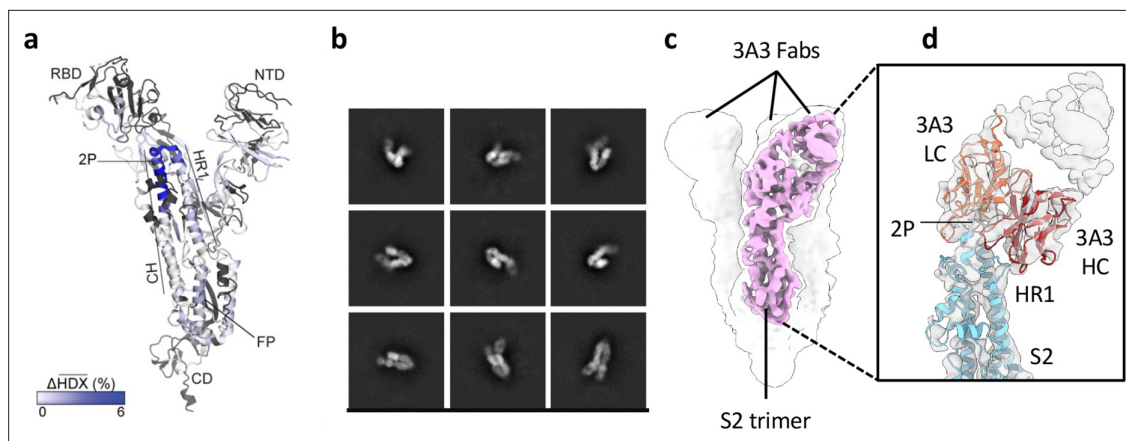 a
RBD
NTD
2P
HR1
CH
FP
CD
ΔHDX (%)
0 6
b
c
3A3 Fabs
S2 trimer
d
3A3
LC
2P
3A3
HC
HR1
S2